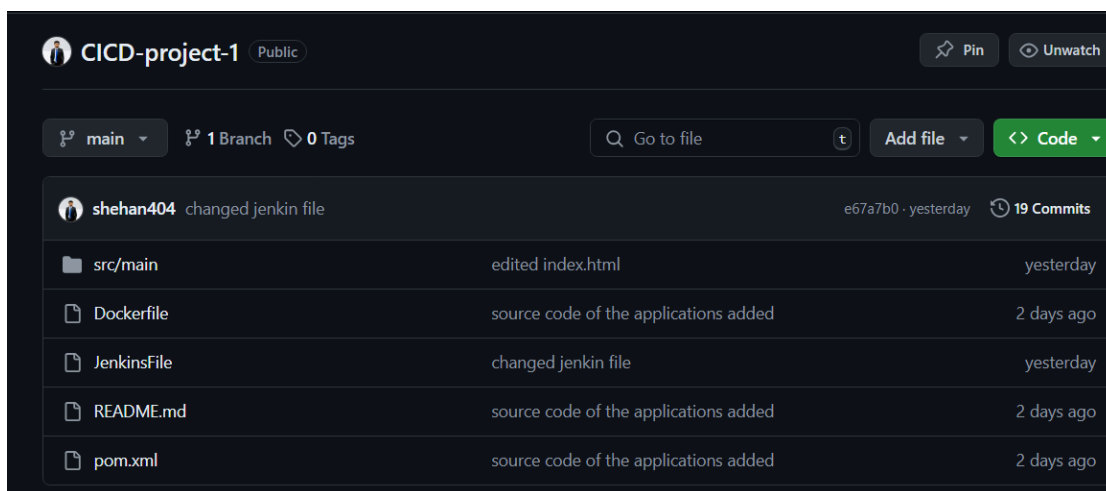 CICD-project-1 Public Pin Unwatch
main 1 Branch 0 Tags Go to file t Add file Code
shehan404 changed jenkin file e67a7b0 · yesterday 19 Commits
src/main edited index.html yesterday
Dockerfile source code of the applications added 2 days ago
JenkinsFile changed jenkin file yesterday
README.md source code of the applications added 2 days ago
pom.xml source code of the applications added 2 days ago